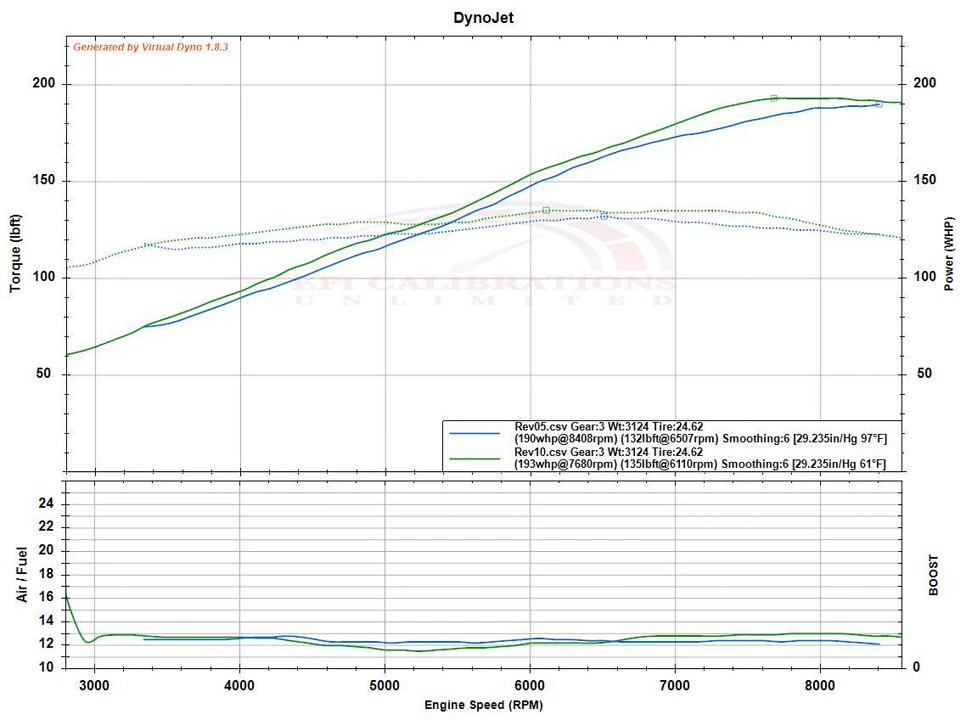 DynoJet
Generated by Virtual Dyno 1.8.3
200
150
100
50
Torque (lbft)
200
150
100
50
Power (WHP)
EFI CALIBRATIONS
UNLIMITED
Rev05.csv Gear:3 Wt:3124 Tire:24.62
(190whp@8408rpm) (132lbft@6507rpm) Smoothing:6 [29.235in/Hg 97°F]
Rev10.csv Gear:3 Wt:3124 Tire:24.62
(193whp@7680rpm) (135lbft@6110rpm) Smoothing:6 [29.235in/Hg 61°F]
24
22
20
18
16
14
12
10
Air / Fuel
BOOST
0
3000 4000 5000 6000 7000 8000
Engine Speed (RPM)